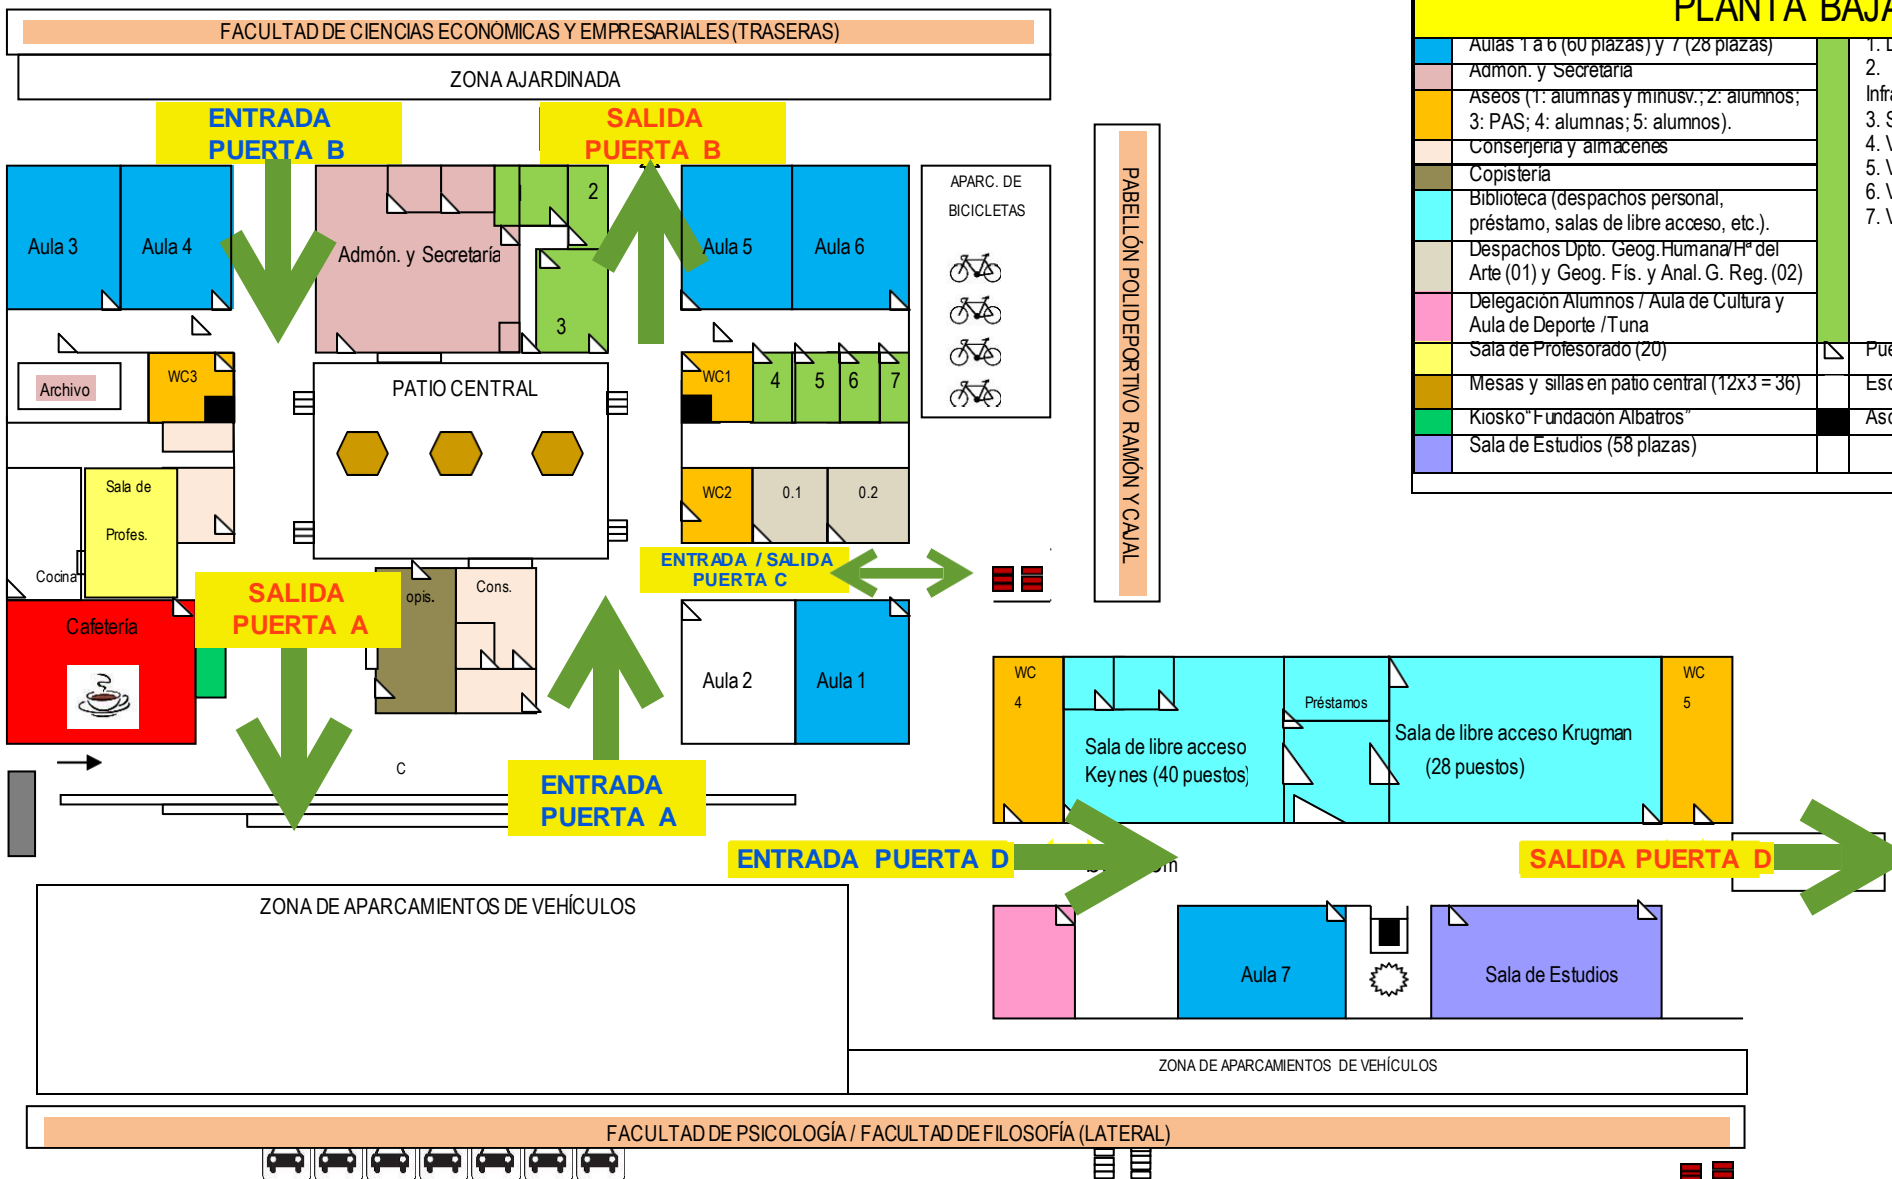 PLANTA BAJA
FACULTAD DE CIENCIAS ECONÓMICAS Y EMPRESARIALES (TRASERAS)
ZONA AJARDINADA
Aulas 1 a 6 (60 plazas) y 7 (28 plazas)
Admón. y Secretaría
Aseos (1: alumnas y minusv.; 2: alumnos;
3: PAS; 4: alumnas; 5: alumnos).
Conserjería y almacenes
Copistería
Biblioteca (despachos personal,
préstamo, salas de libre acceso, etc.).
Despachos Dpto. Geog.Humana/Hª del
Arte (01) y Geog. Fís. y Anal. G. Reg. (02)
Delegación Alumnos / Aula de Cultura y
Aula de Deporte / Tuna
Sala de Profesorado (20)
Mesas y sillas en patio central (12x3 = 36)
Kiosko "Fundación Albatros"
Sala de Estudios (58 plazas)
1.
2.
3.
4.
5.
6.
7.
ENTRADA
PUERTA B
SALIDA
PUERTA B
Aula 3
Aula 4
Admón. y Secretaría
2
3
Aula 5
Aula 6
APARC. DE
BICICLETAS
PABELLÓN POLIDEPORTIVO RAMÓN Y CAJAL
Archivo
WC3
PATIO CENTRAL
WC1
4
5
6
7
Sala de
Profes.
Cocina
WC2
0.1
0.2
ENTRADA / SALIDA
PUERTA C
SALIDA
PUERTA A
opis.
Cons.
Cafetería
Aula 2
Aula 1
C
ENTRADA
PUERTA A
WC
4
Préstamos
Sala de libre acceso
Keynes (40 puestos)
Sala de libre acceso Krugman
(28 puestos)
WC
5
ENTRADA PUERTA D
SALIDA PUERTA D
ZONA DE APARCAMIENTOS DE VEHÍCULOS
Aula 7
Sala de Estudios
ZONA DE APARCAMIENTOS DE VEHÍCULOS
FACULTAD DE PSICOLOGÍA / FACULTAD DE FILOSOFÍA (LATERAL)